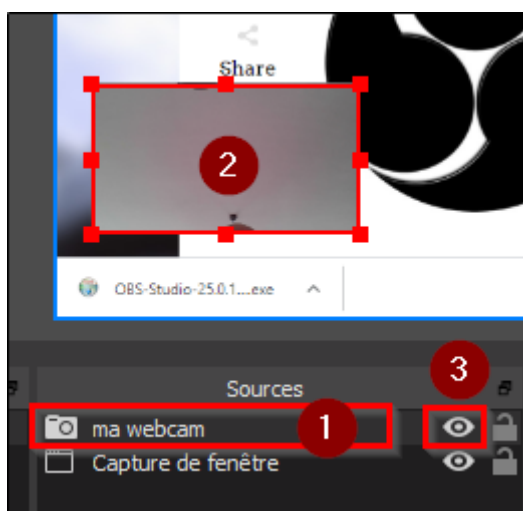 Share
2
OBS-Studio-25.0.1....exe
3
Sources
ma webcam 1
Capture de fenêtre